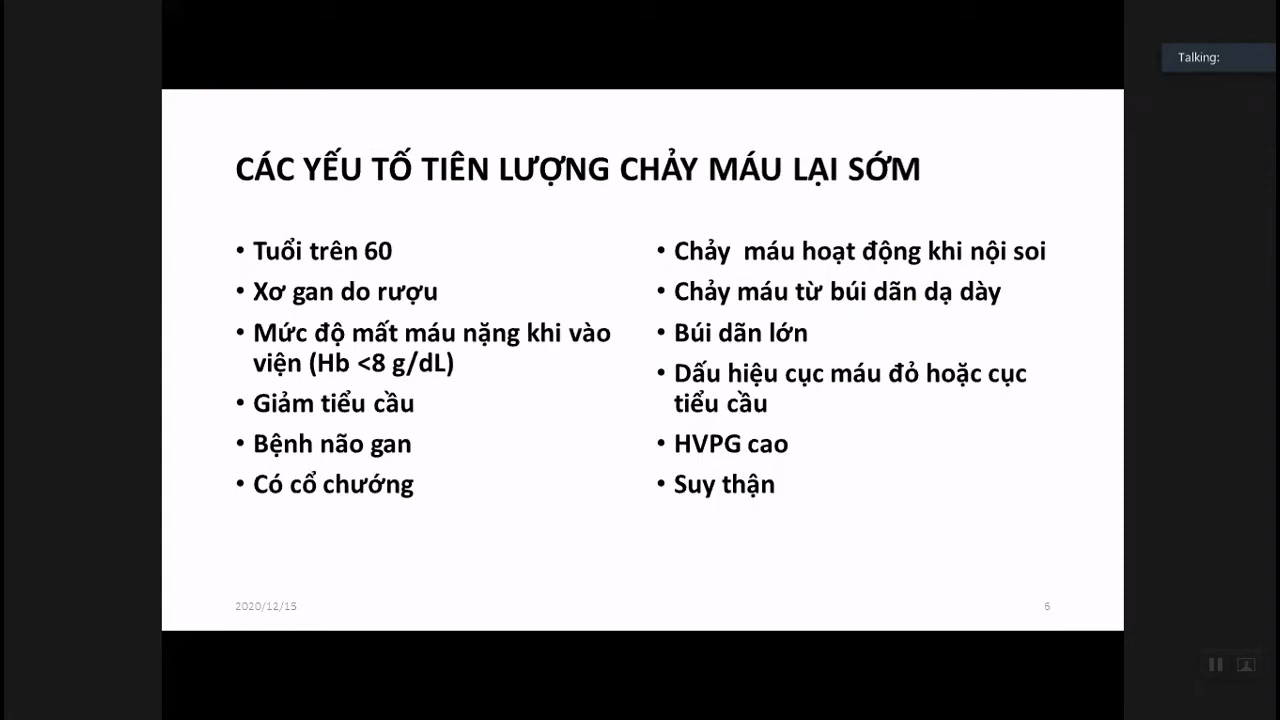 Talking:
CÁC YẾU TỐ TIÊN LƯỢNG CHẢY MÁU LẠI SỚM
• Tuổi trên 60
• Xơ gan do rượu
• Mức độ mất máu nặng khi vào
viện (Hb <8 g/dL)
• Giảm tiểu cầu
• Bệnh não gan
• Có cổ chướng
• Chảy  máu hoạt động khi nội soi
• Chảy máu từ búi dãn dạ dày
• Búi dãn lớn
• Dấu hiệu cục máu đỏ hoặc cục
tiểu cầu
• HVPG cao
• Suy thận
2020/12/15
6